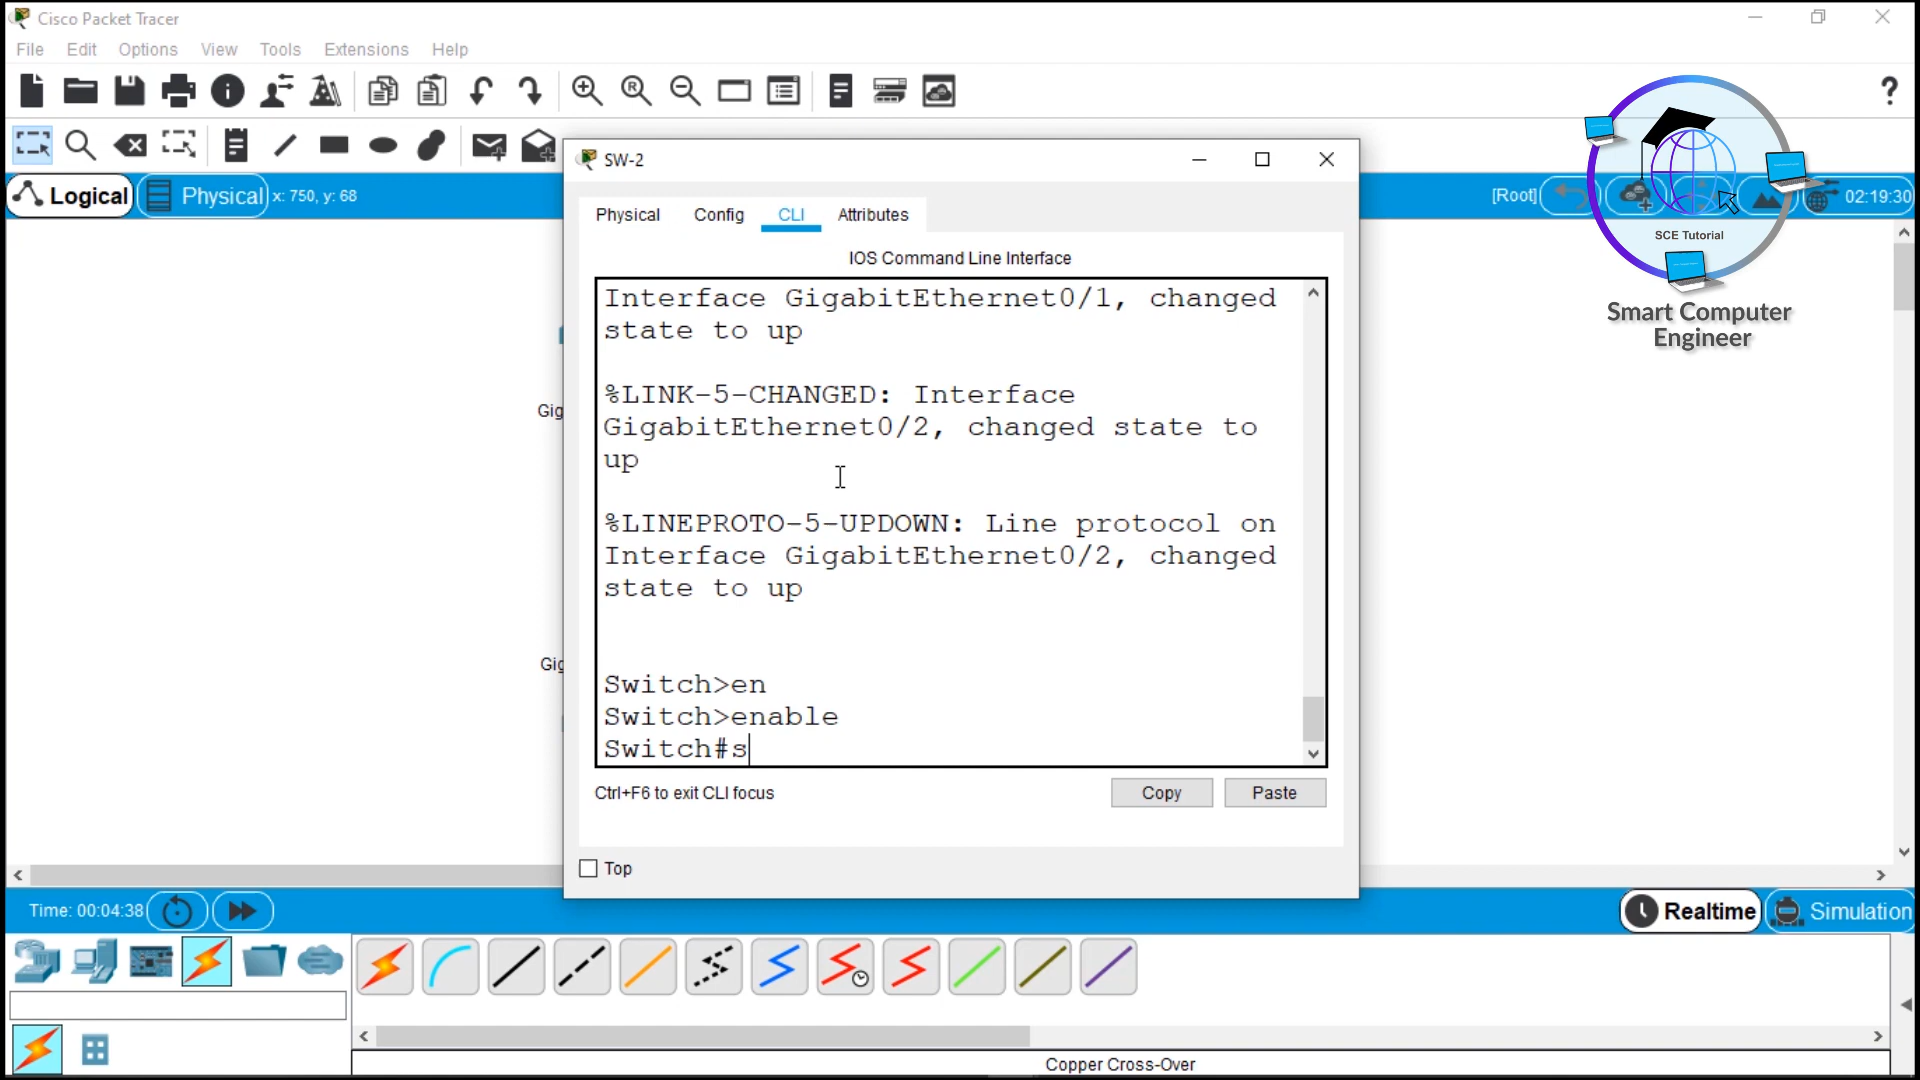 Cisco Packet Tracer
File Edit Options View Tools Extensions Help
R
?
SW-2
Logical Physical x: 750, y: 68
[Root] 02:19:30
SCE Tutorial
Smart Computer
Engineer
Physical Config CLI Attributes
IOS Command Line Interface
Interface GigabitEthernet0/1, changed
state to up
%LINK-5-CHANGED: Interface
GigabitEthernet0/2, changed state to
up
%LINEPROTO-5-UPDOWN: Line protocol on
Interface GigabitEthernet0/2, changed
state to up
Switch>en
Switch>enable
Switch#s
Gig
Gig
Ctrl+F6 to exit CLI focus
Copy Paste
Top
Time: 00:04:38
Realtime Simulation
Copper Cross-Over